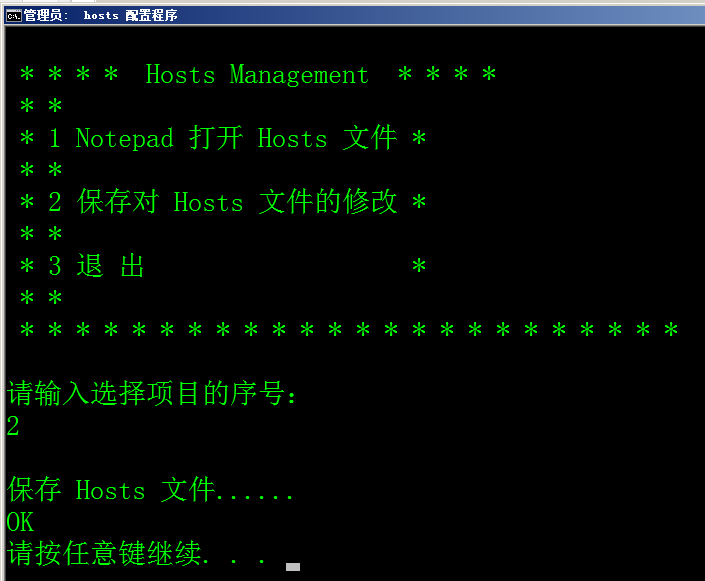 管理员: hosts 配置程序
* * * * Hosts Management * * * *
* *
* 1 Notepad 打开 Hosts 文件 *
* *
* 2 保存对 Hosts 文件的修改 *
* *
* 3 退 出 *
* *
* * * * * * * * * * * * * * * * * * * * * * * *
请输入选择项目的序号:
2
保存 Hosts 文件......
OK
请按任意键继续. . .